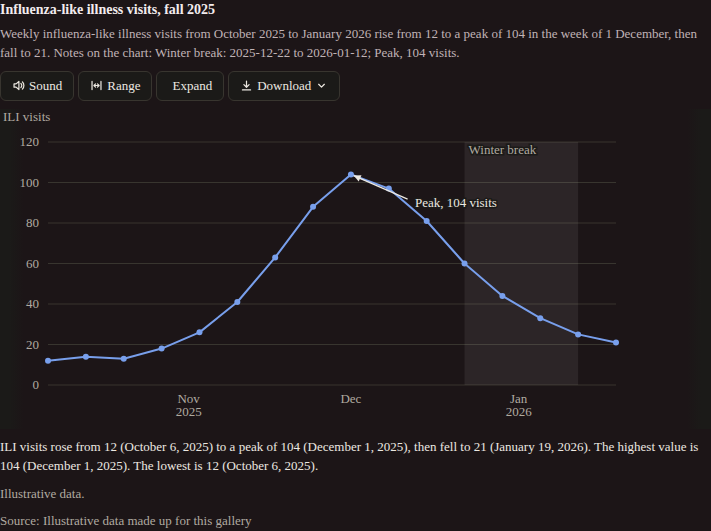 Influenza-like illness visits, fall 2025
Weekly influenza-like illness visits from October 2025 to January 2026 rise from 12 to a peak of 104 in the week of 1 December, then
fall to 21. Notes on the chart: Winter break: 2025-12-22 to 2026-01-12; Peak, 104 visits.
Sound Range Expand Download
ILI visits
120
Winter break
100
Peak, 104 visits
80
60
40
20
0
Nov Dec Jan
2025 2026
ILI visits rose from 12 (October 6, 2025) to a peak of 104 (December 1, 2025), then fell to 21 (January 19, 2026). The highest value is
104 (December 1, 2025). The lowest is 12 (October 6, 2025).
Illustrative data.
Source: Illustrative data made up for this gallery